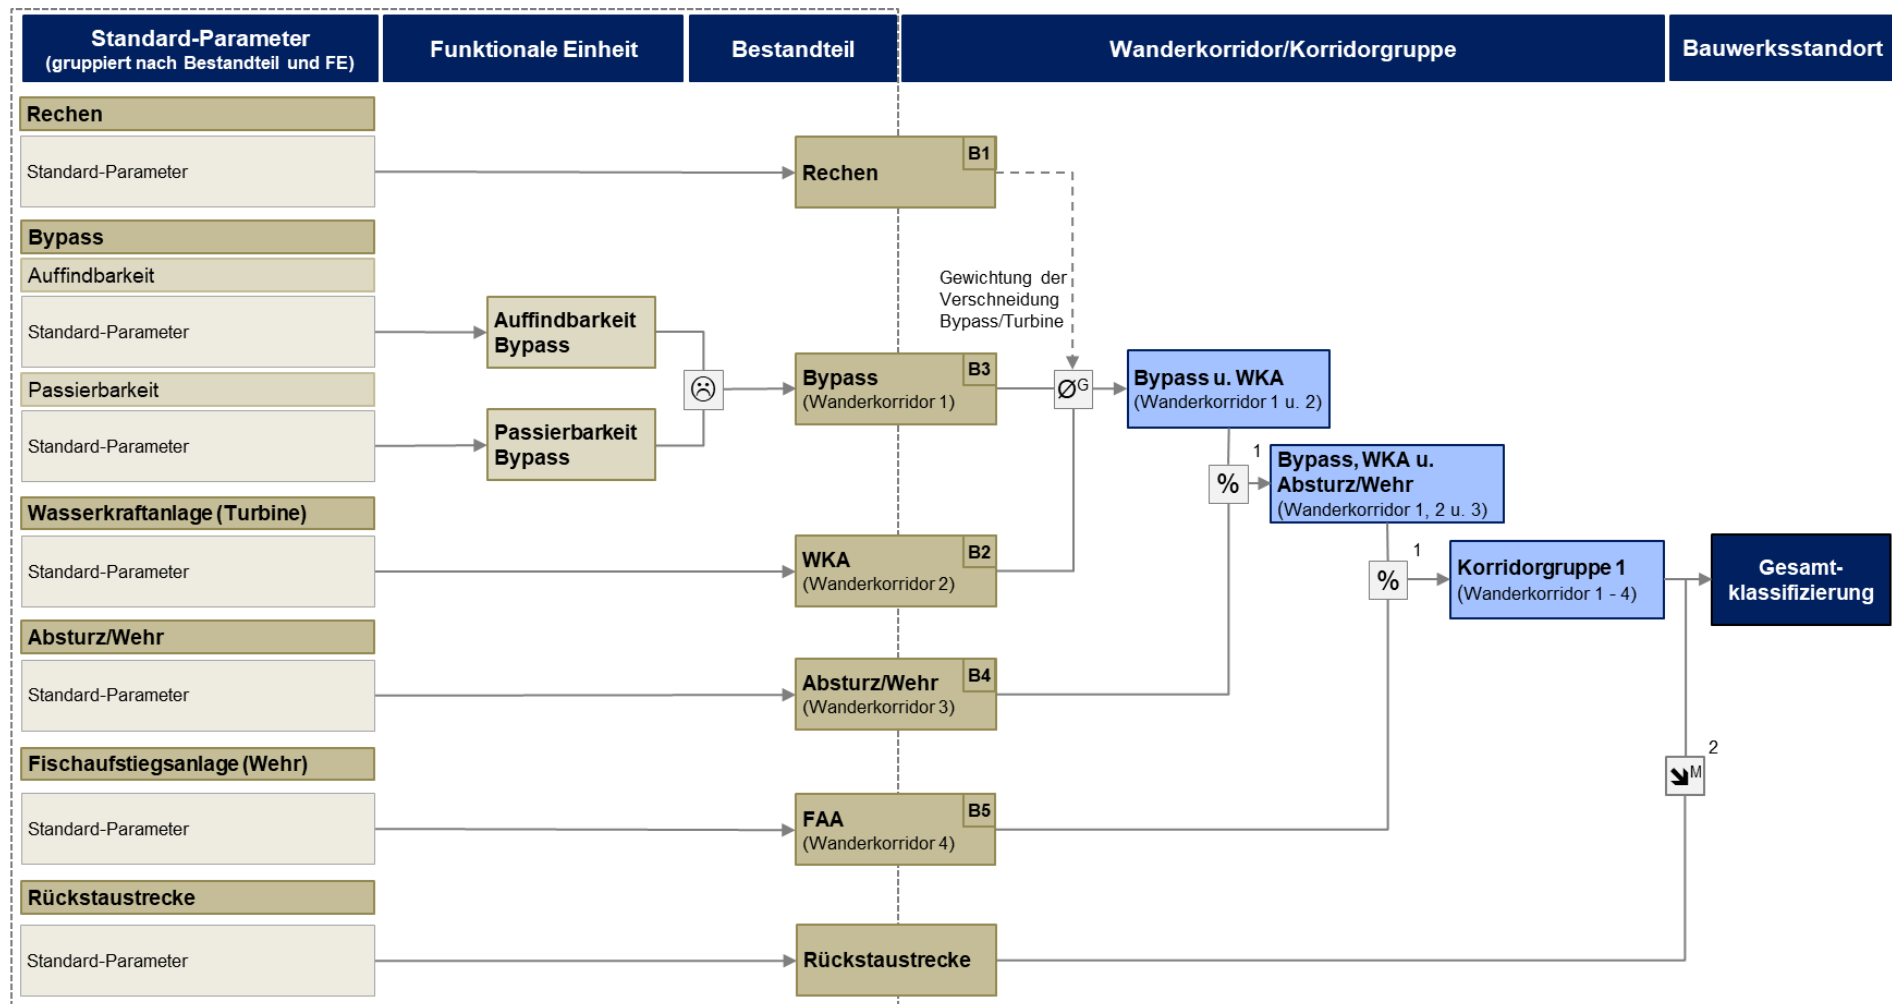 Standard-Parameter
(gruppiert nach Bestandteil und FE)
Funktionale Einheit
Bestandteil
Wanderkorridor/Korridorgruppe
Bauwerksstandort
Rechen
Standard-Parameter
Rechen
B1
Bypass
Auffindbarkeit
Standard-Parameter
Auffindbarkeit
Bypass
Passierbarkeit
Standard-Parameter
Passierbarkeit
Bypass
☹
Bypass
(Wanderkorridor 1)
B3
Gewichtung der
Verschneidung
Bypass/Turbine
ØG
Bypass u. WKA
(Wanderkorridor 1 u. 2)
Wasserkraftanlage (Turbine)
Standard-Parameter
WKA
(Wanderkorridor 2)
B2
%
1
Bypass, WKA u.
Absturz/Wehr
(Wanderkorridor 1, 2 u. 3)
Absturz/Wehr
Standard-Parameter
Absturz/Wehr
(Wanderkorridor 3)
B4
%
1
Korridorgruppe 1
(Wanderkorridor 1 - 4)
Gesamt-
klassifizierung
Fischaufstiegsanlage (Wehr)
Standard-Parameter
FAA
(Wanderkorridor 4)
B5
➘M
2
Rückstaustrecke
Standard-Parameter
Rückstaustrecke